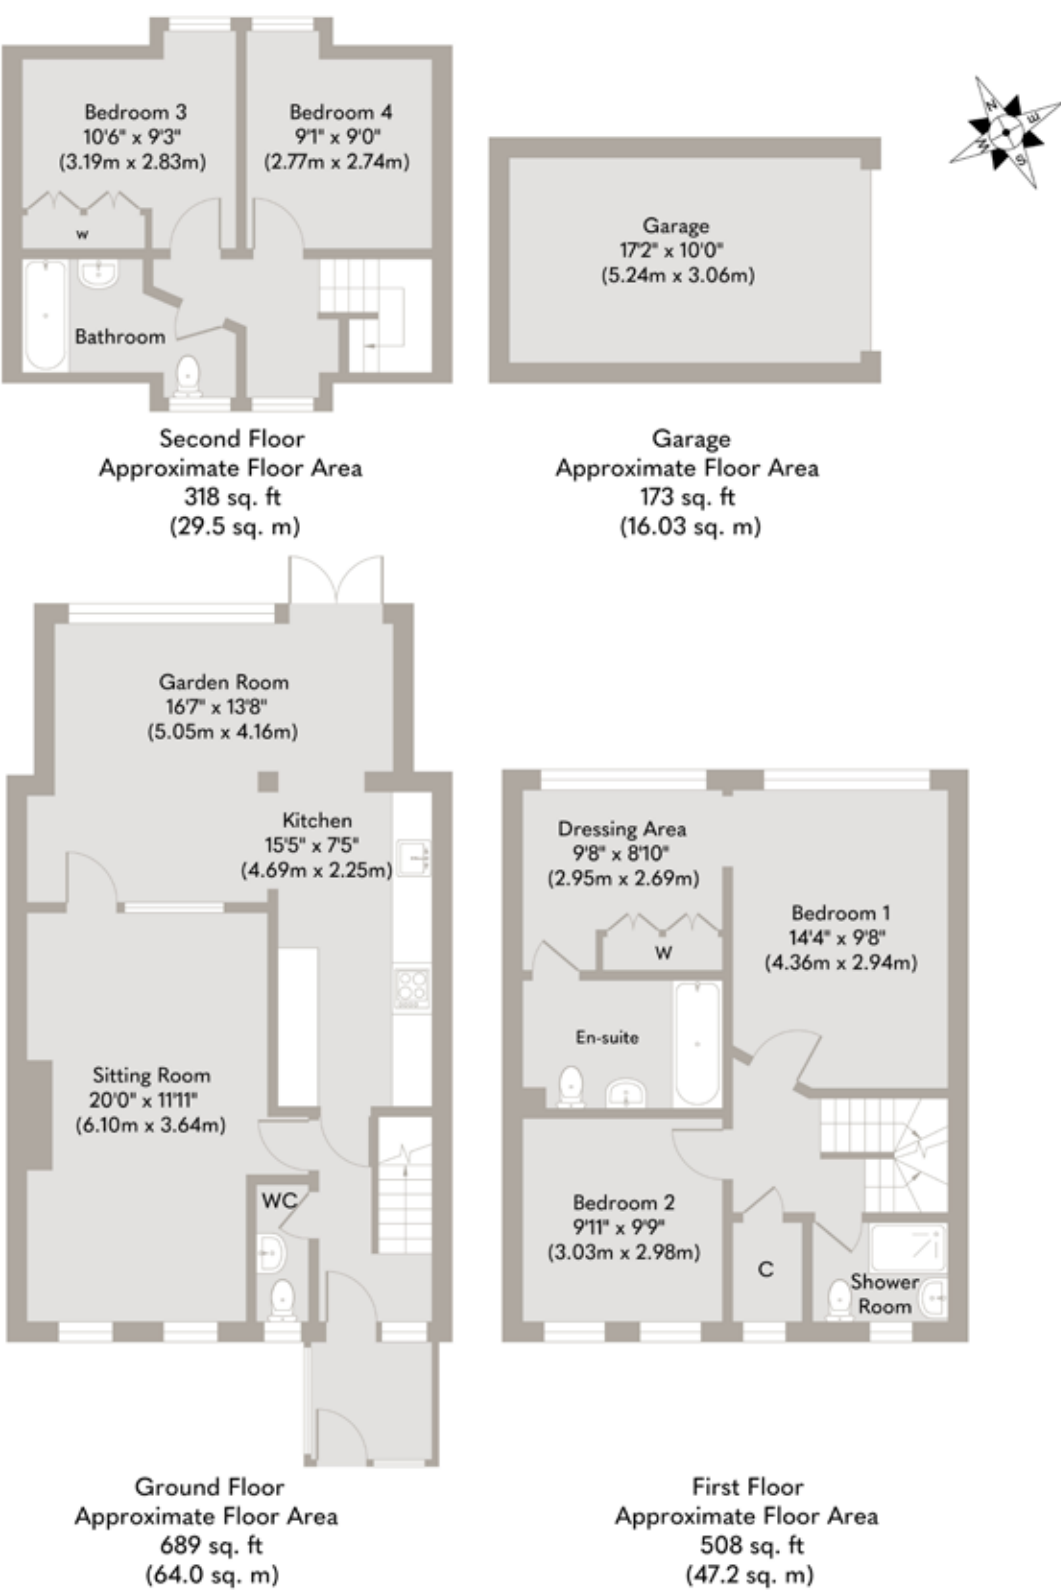 Bedroom 3
10'6" x 9'3"
(3.19m x 2.83m)
Bedroom 4
9'1" x 9'0"
(2.77m x 2.74m)
w
Bathroom
Second Floor
Approximate Floor Area
318 sq. ft
(29.5 sq. m)
Garage
17'2" x 10'0"
(5.24m x 3.06m)
Garage
Approximate Floor Area
173 sq. ft
(16.03 sq. m)
N
E
S
W
Garden Room
16'7" x 13'8"
(5.05m x 4.16m)
Kitchen
15'5" x 7'5"
(4.69m x 2.25m)
Sitting Room
20'0" x 11'11"
(6.10m x 3.64m)
WC
Ground Floor
Approximate Floor Area
689 sq. ft
(64.0 sq. m)
Dressing Area
9'8" x 8'10"
(2.95m x 2.69m)
W
Bedroom 1
14'4" x 9'8"
(4.36m x 2.94m)
En-suite
Bedroom 2
9'11" x 9'9"
(3.03m x 2.98m)
C
Shower
Room
First Floor
Approximate Floor Area
508 sq. ft
(47.2 sq. m)